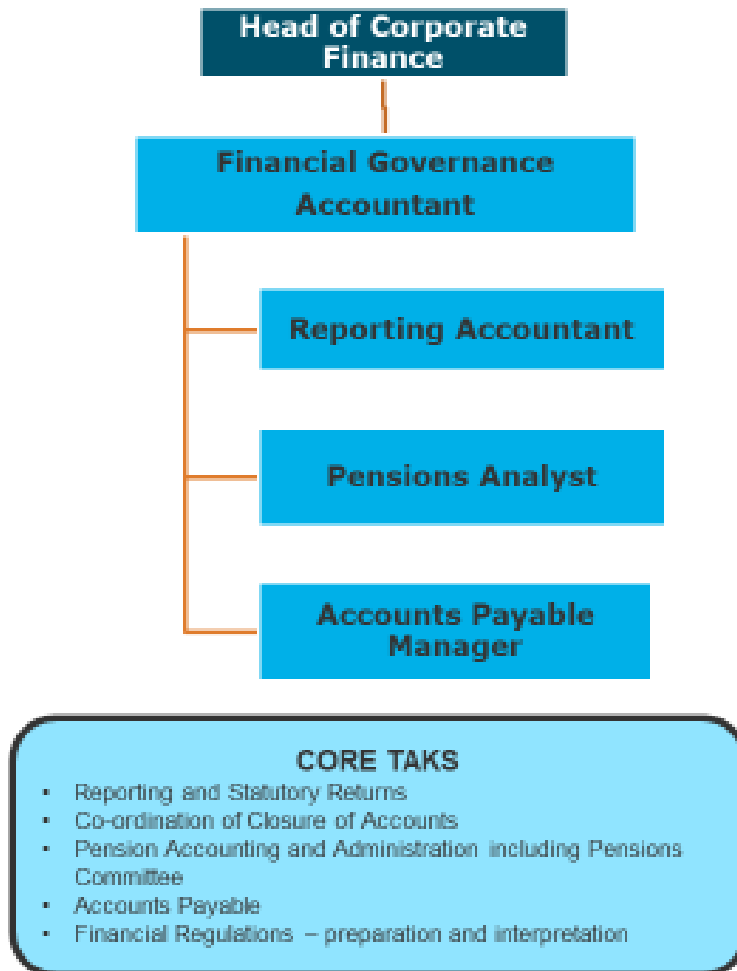 Head of Corporate
Finance
Financial Governance
Accountant
Reporting Accountant
Pensions Analyst
Accounts Payable
Manager
CORE TAKS
• Reporting and Statutory Returns
• Co-ordination of Closure of Accounts
• Pension Accounting and Administration including Pensions
Committee
• Accounts Payable
• Financial Regulations – preparation and interpretation